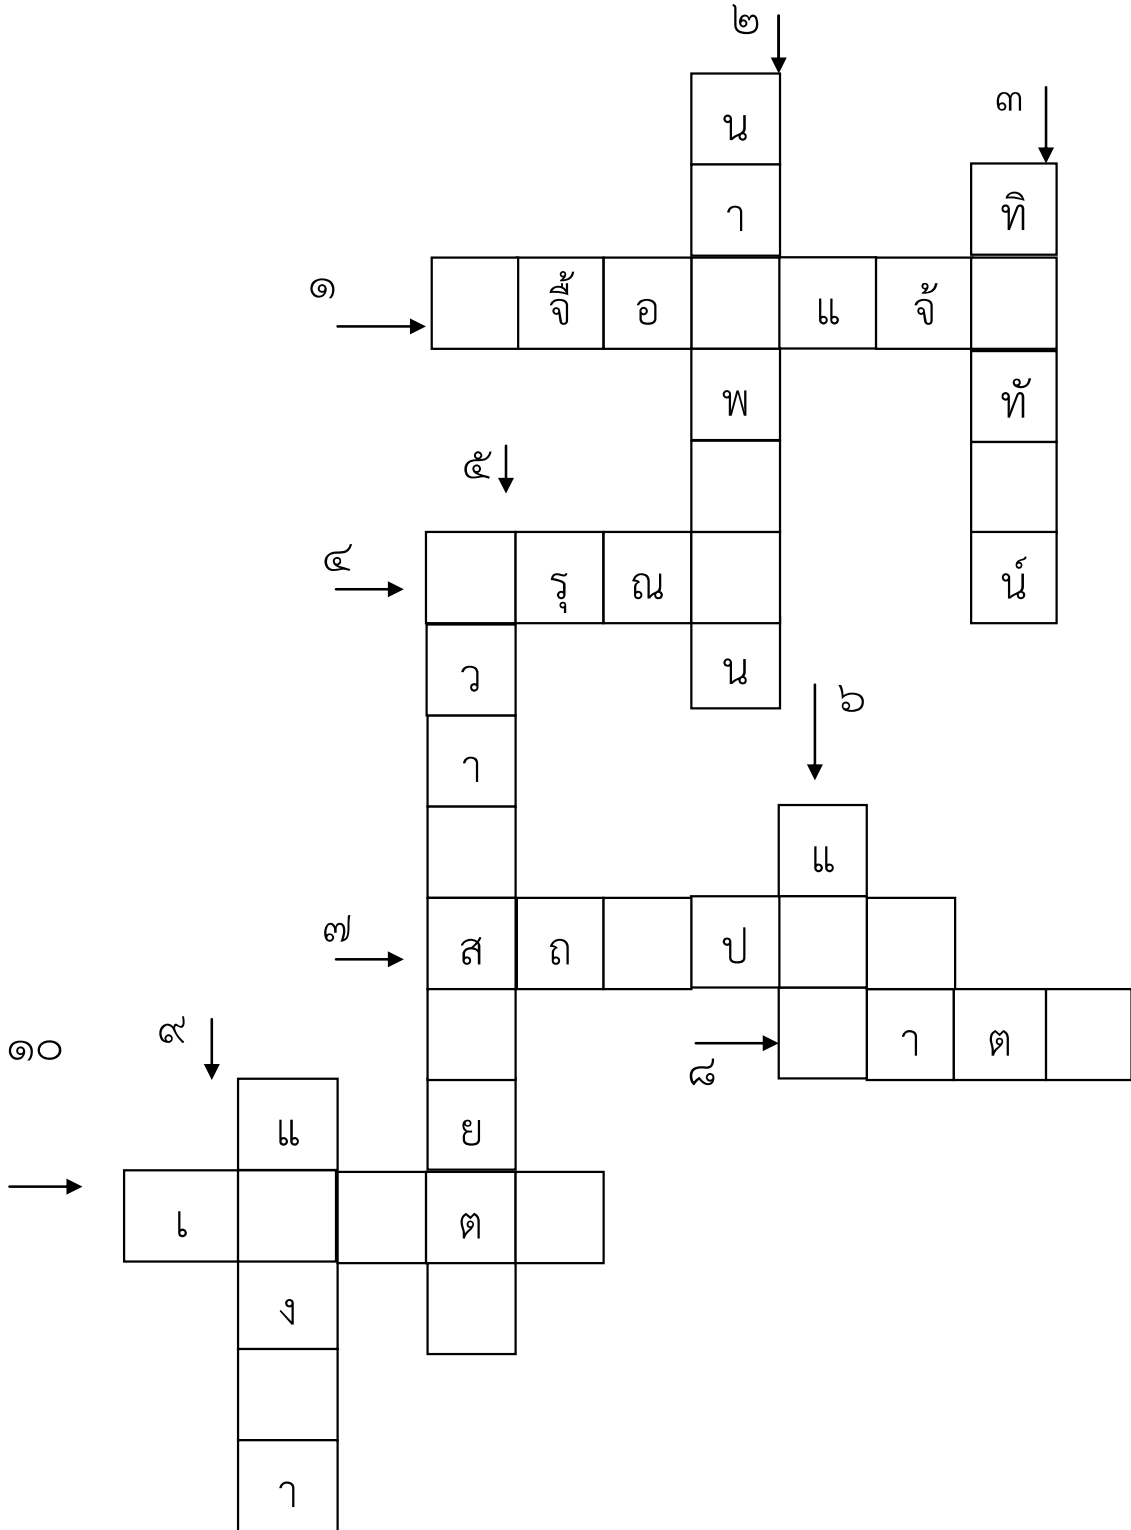 ๒
น
๓
า
ทิ
๑
จื้ อ แ จ้
พ ทั
๕
๔
รุ ณ น์
ว น
๖
า
แ
๗
ส ถ ป
๘
า ต
๑๐ ๙
แ ย
เ ต
ง
า